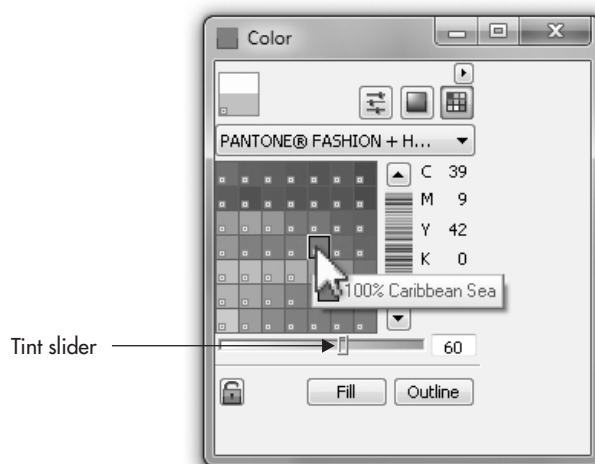 Color
PANTONE® FASHION + H...
C 39
M 9
Y 42
K 0
100% Caribbean Sea
Tint slider
60
Fill
Outline